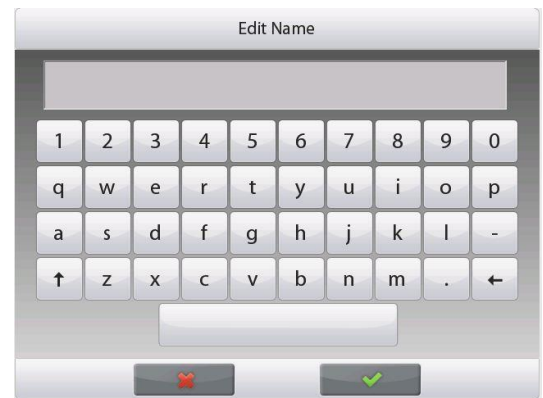 Edit Name
1 2 3 4 5 6 7 8 9 0
q w e r t y u i o p
a s d f g h j k l -
↑ z x c v b n m . ←